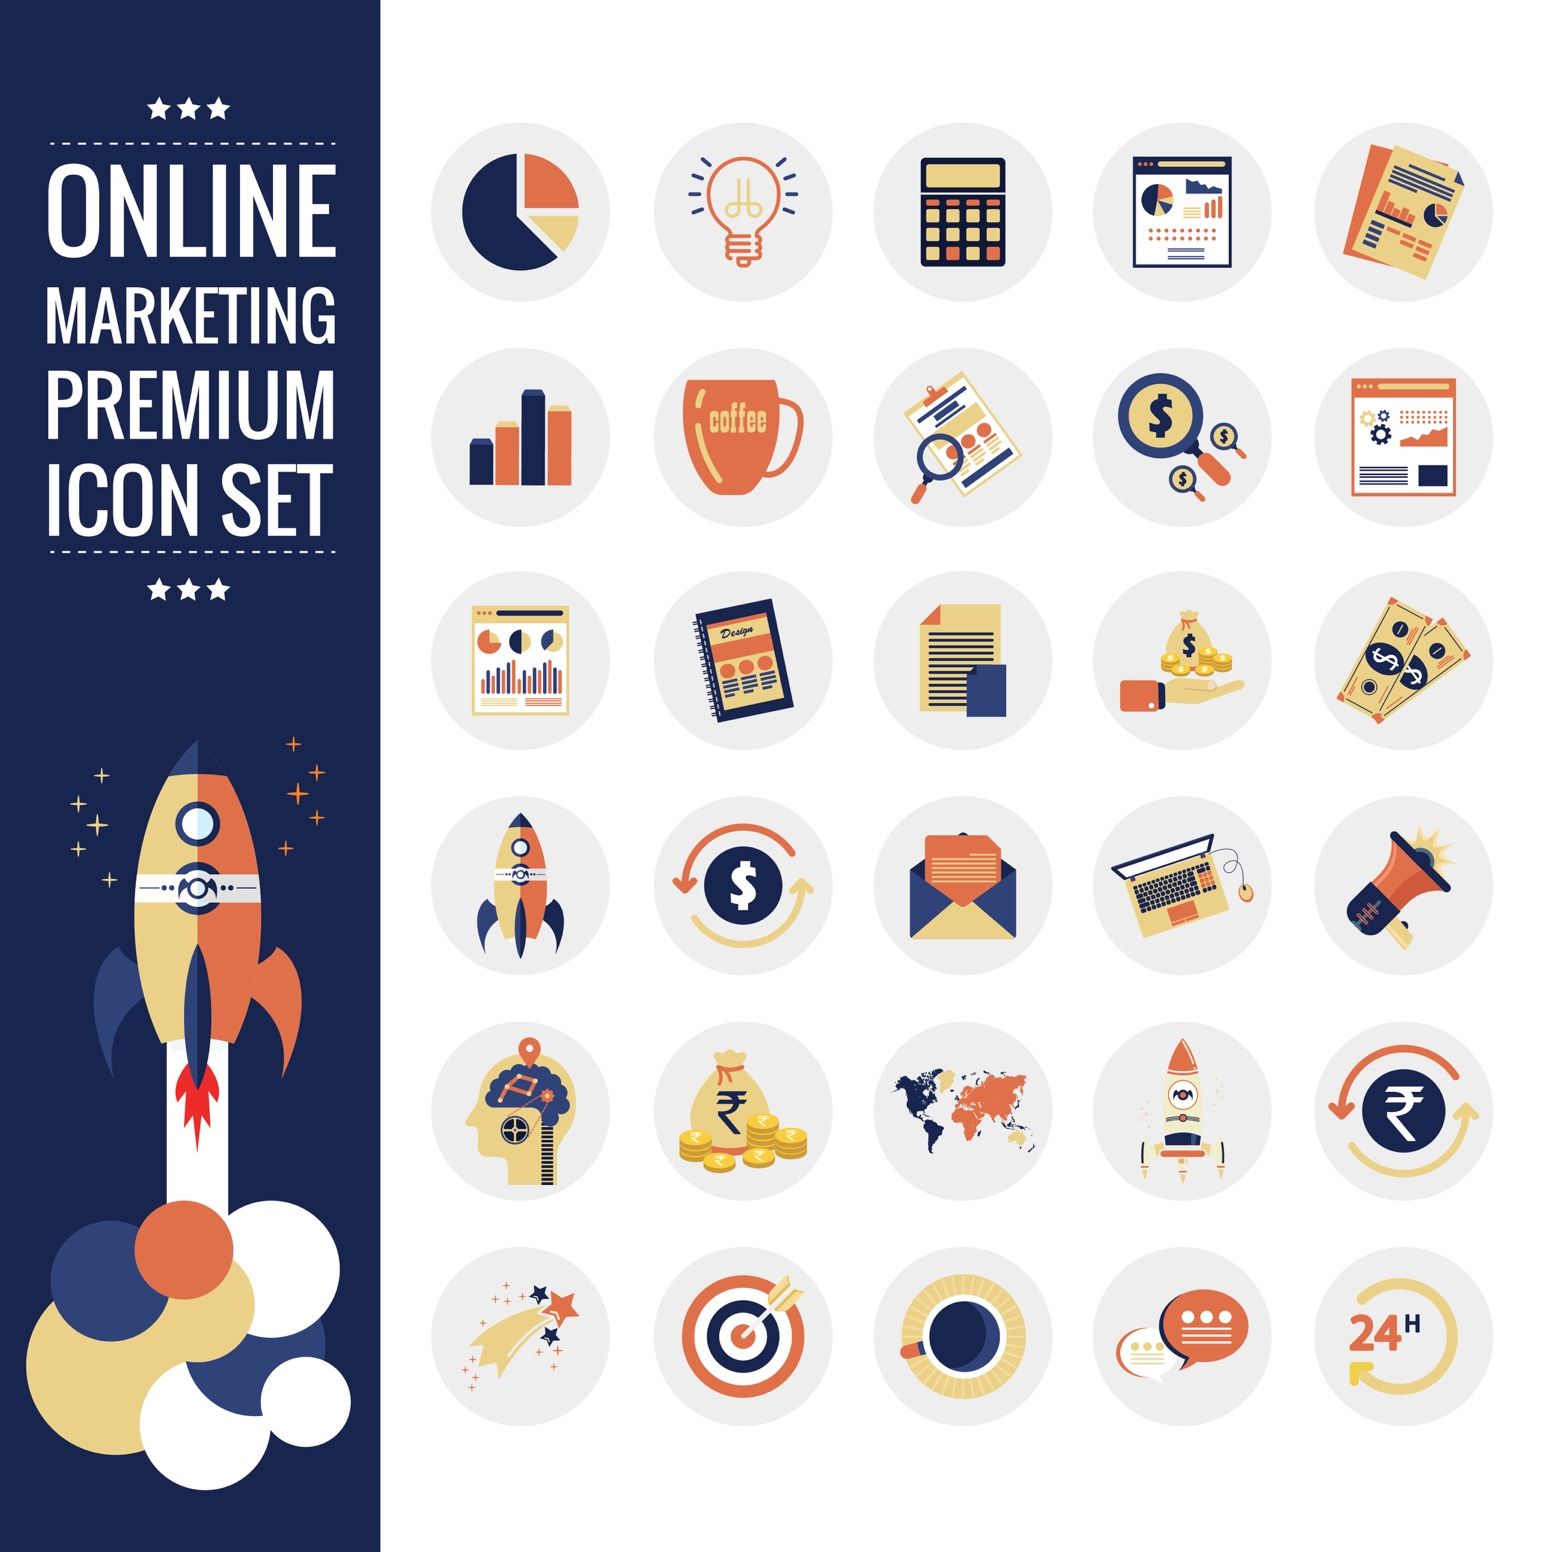 ONLINE
MARKETING
PREMIUM
ICON SET
coffee
$
$
$
Design
$
$
$
$
₹
₹
₹
₹
₹
₹
₹
24H